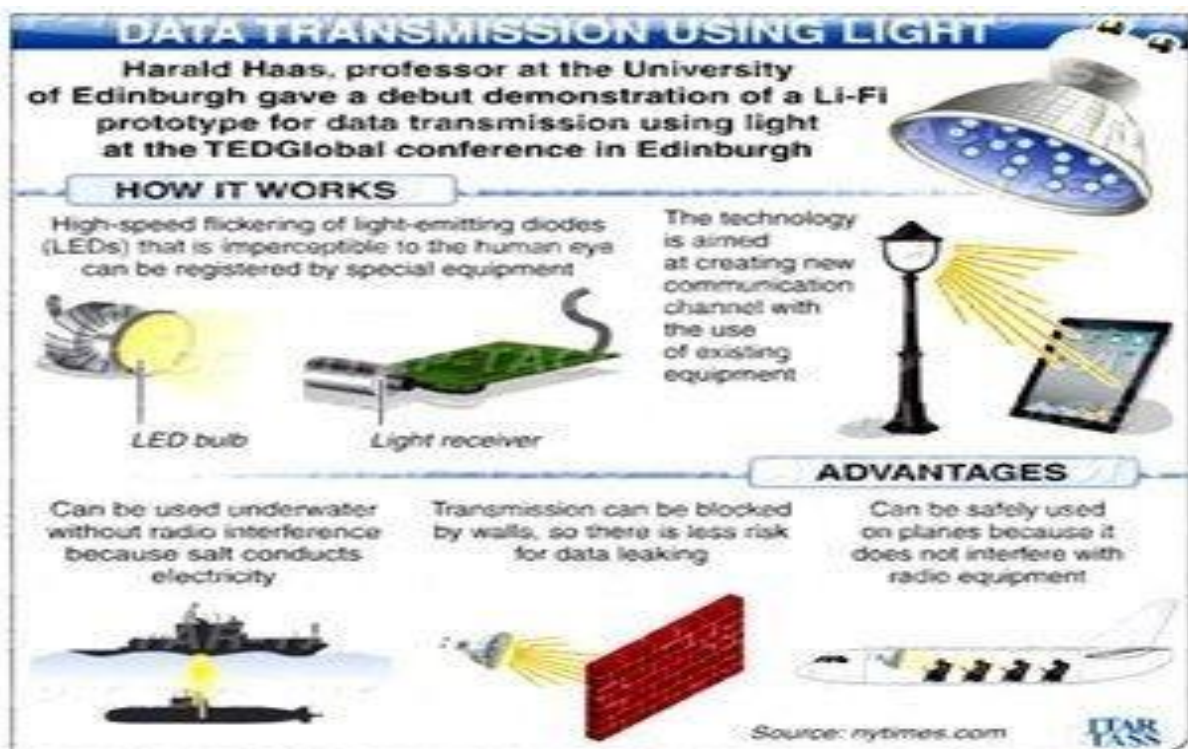 DATA TRANSMISSION USING LIGHT
Harald Haas, professor at the University
of Edinburgh gave a debut demonstration of a Li-Fi
prototype for data transmission using light
at the TEDGlobal conference in Edinburgh
HOW IT WORKS
High-speed flickering of light-emitting diodes
(LEDs) that is imperceptible to the human eye
can be registered by special equipment
LED bulb
Light receiver
The technology
is aimed
at creating new
communication
channel with
the use
of existing
equipment
ADVANTAGES
Can be used underwater
without radio interference
because salt conducts
electricity
Transmission can be blocked
by walls, so there is less risk
for data leaking
Can be safely used
on planes because it
does not interfere with
radio equipment
Source: nytimes.com
ITAR
TASS